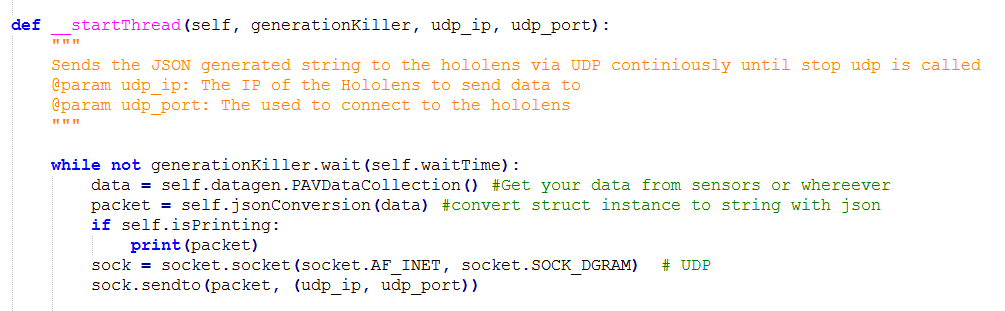 def __startThread(self, generationKiller, udp_ip, udp_port):
    """
    Sends the JSON generated string to the hololens via UDP continiously until stop udp is called
    @param udp_ip: The IP of the Hololens to send data to
    @param udp_port: The used to connect to the hololens
    """

    while not generationKiller.wait(self.waitTime):
        data = self.datagen.PAVDataCollection() #Get your data from sensors or whereever
        packet = self.jsonConversion(data) #convert struct instance to string with json
        if self.isPrinting:
            print(packet)
        sock = socket.socket(socket.AF_INET, socket.SOCK_DGRAM)  # UDP
        sock.sendto(packet, (udp_ip, udp_port))